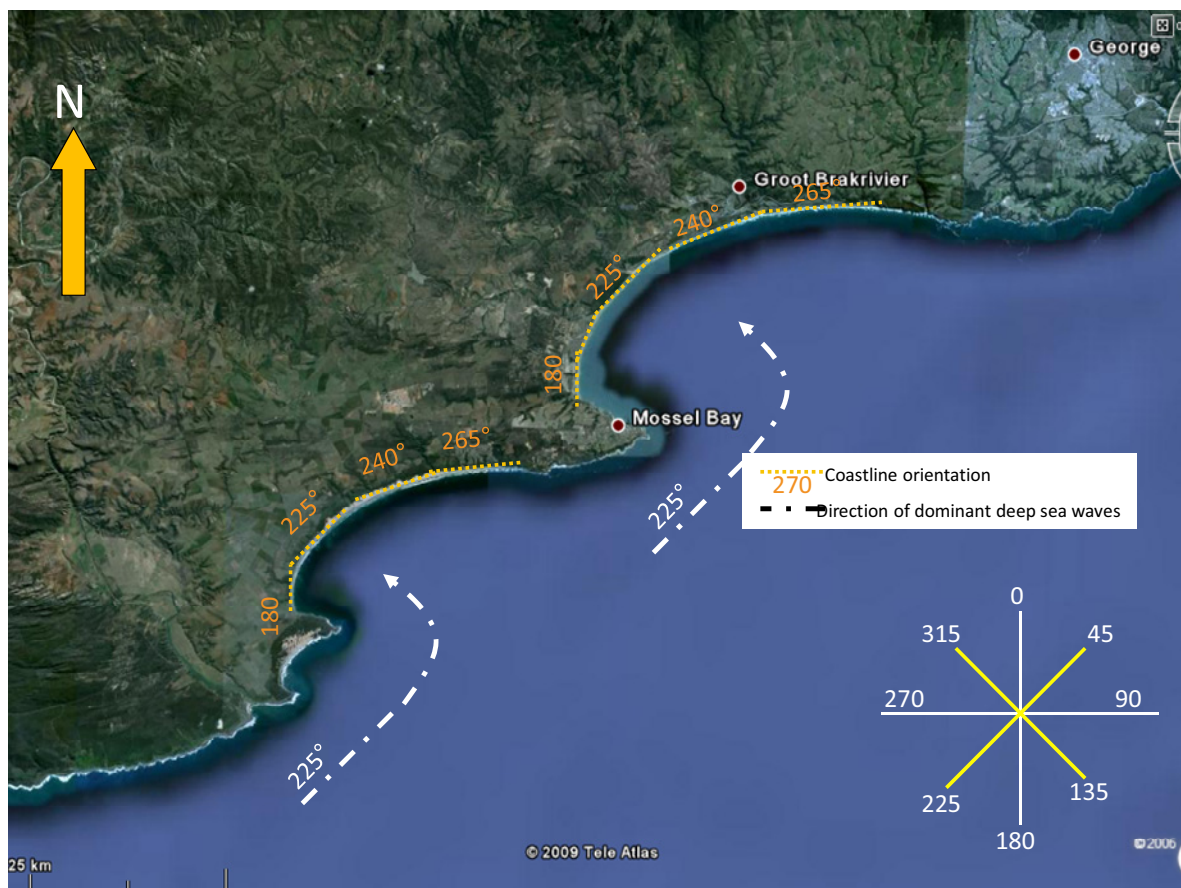 George
N
Groot Brakrivier
265°
240°
225°
180
Mossel Bay
265°
240°
225°
180
270 Coastline orientation
Direction of dominant deep sea waves
225°
225°
0
315
45
270
90
225
135
180
© 2009 Tele Atlas
25 km